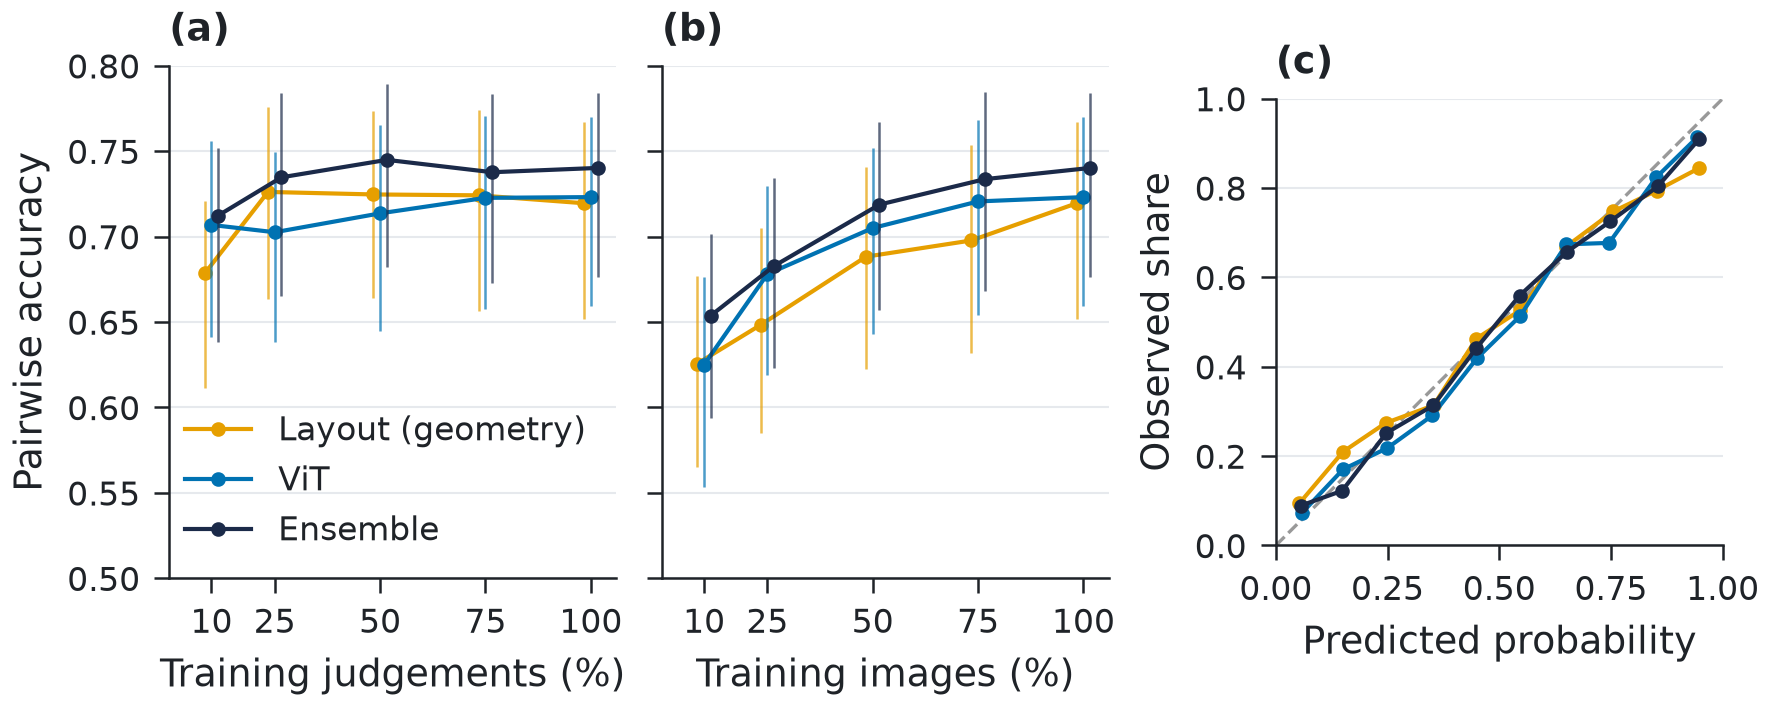 (a)
0.80
0.75
0.70
0.65
0.60
0.55
0.50
Pairwise accuracy
Layout (geometry)
ViT
Ensemble
10 25 50 75 100
Training judgements (%)
(b)
10 25 50 75 100
Training images (%)
(c)
1.0
0.8
0.6
0.4
0.2
0.0
Observed share
0.00 0.25 0.50 0.75 1.00
Predicted probability